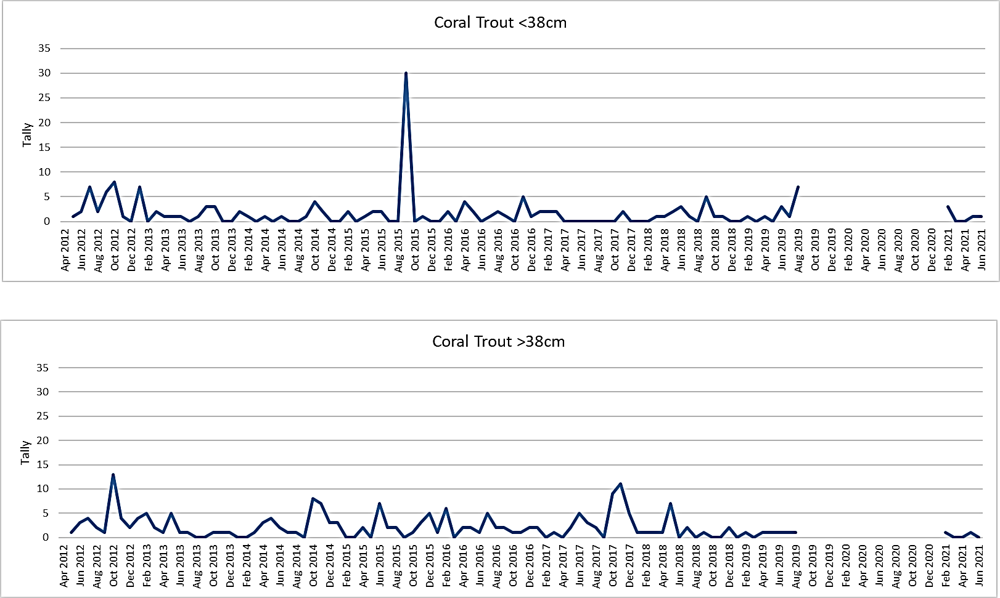 Coral Trout <38cm
35
30
25
20
15
10
5
0
Tally
Apr 2012
Jun 2012
Aug 2012
Oct 2012
Dec 2012
Feb 2013
Apr 2013
Jun 2013
Aug 2013
Oct 2013
Dec 2013
Feb 2014
Apr 2014
Jun 2014
Aug 2014
Oct 2014
Dec 2014
Feb 2015
Apr 2015
Jun 2015
Aug 2015
Oct 2015
Dec 2015
Feb 2016
Apr 2016
Jun 2016
Aug 2016
Oct 2016
Dec 2016
Feb 2017
Apr 2017
Jun 2017
Aug 2017
Oct 2017
Dec 2017
Feb 2018
Apr 2018
Jun 2018
Aug 2018
Oct 2018
Dec 2018
Feb 2019
Apr 2019
Jun 2019
Aug 2019
Oct 2019
Dec 2019
Feb 2020
Apr 2020
Jun 2020
Aug 2020
Oct 2020
Dec 2020
Feb 2021
Apr 2021
Jun 2021
Coral Trout >38cm
35
30
25
20
15
10
5
0
Tally
Apr 2012
Jun 2012
Aug 2012
Oct 2012
Dec 2012
Feb 2013
Apr 2013
Jun 2013
Aug 2013
Oct 2013
Dec 2013
Feb 2014
Apr 2014
Jun 2014
Aug 2014
Oct 2014
Dec 2014
Feb 2015
Apr 2015
Jun 2015
Aug 2015
Oct 2015
Dec 2015
Feb 2016
Apr 2016
Jun 2016
Aug 2016
Oct 2016
Dec 2016
Feb 2017
Apr 2017
Jun 2017
Aug 2017
Oct 2017
Dec 2017
Feb 2018
Apr 2018
Jun 2018
Aug 2018
Oct 2018
Dec 2018
Feb 2019
Apr 2019
Jun 2019
Aug 2019
Oct 2019
Dec 2019
Feb 2020
Apr 2020
Jun 2020
Aug 2020
Oct 2020
Dec 2020
Feb 2021
Apr 2021
Jun 2021